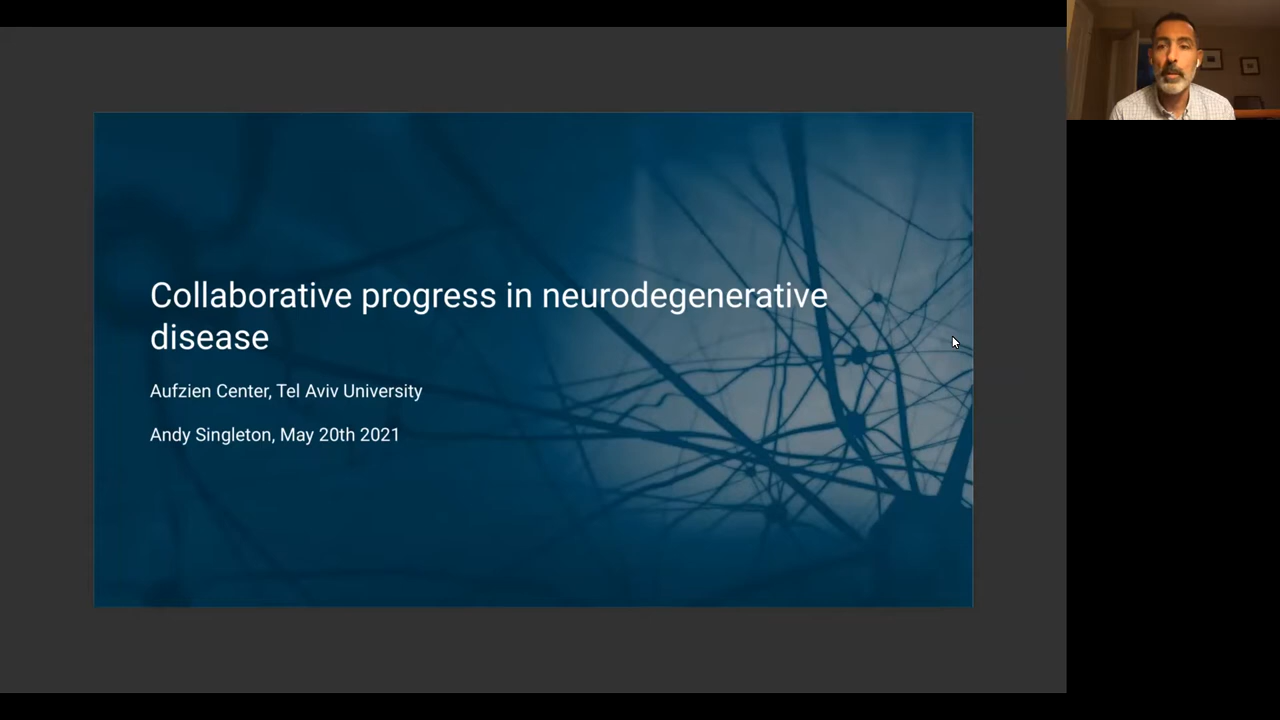 Collaborative progress in neurodegenerative
disease
Aufzien Center, Tel Aviv University
Andy Singleton, May 20th 2021